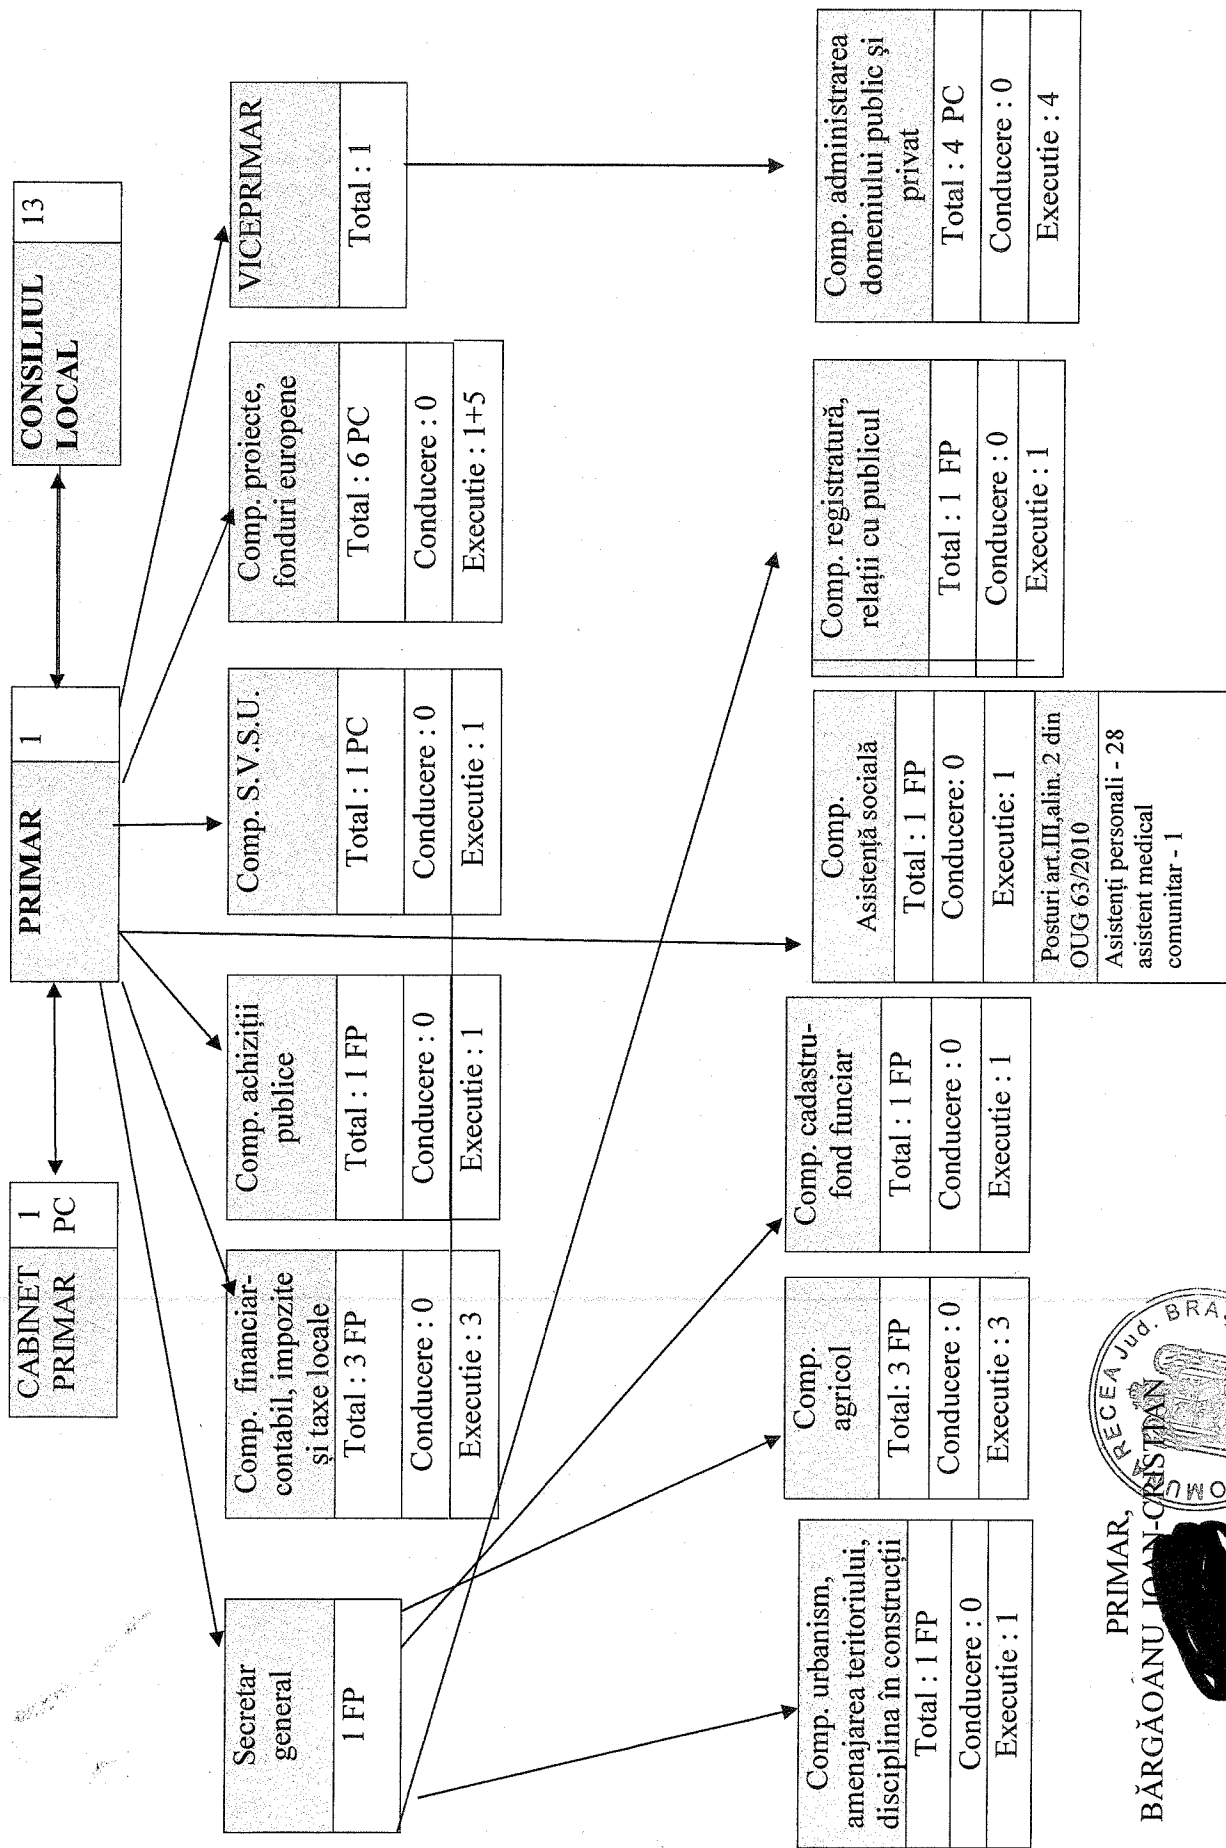 CABINET
PRIMAR
1
PC
PRIMAR
1
CONSILIUL
LOCAL
13
Secretar
general
1 FP
Comp. financiar-
contabil, impozite
și taxe locale
Total : 3 FP
Conducere : 0
Executie : 3
Comp. achiziții
publice
Total : 1 FP
Conducere : 0
Executie : 1
Comp. S.V.S.U.
Total : 1 PC
Conducere : 0
Executie : 1
Comp. proiecte,
fonduri europene
Total : 6 PC
Conducere : 0
Executie : 1+5
VICEPRIMAR
Total : 1
Comp. urbanism,
amenajarea teritoriului,
disciplina în construcții
Total : 1 FP
Conducere : 0
Executie : 1
Comp.
agricol
Total: 3 FP
Conducere : 0
Executie : 3
Comp. cadastru-
fond funciar
Total : 1 FP
Conducere : 0
Executie : 1
Comp.
Asistență socială
Total : 1 FP
Conducere: 0
Executie: 1
Posturi art.III,alin. 2 din
OUG 63/2010
Asistenți personali - 28
asistent medical
comunitar - 1
Comp. registratură,
relații cu publicul
Total : 1 FP
Conducere : 0
Executie : 1
Comp. administrarea
domeniului public și
privat
Total : 4 PC
Conducere : 0
Executie : 4
PRIMAR,
BĂRGĂOANU IOAN-CRISTIAN
RECEA Jud. BRA